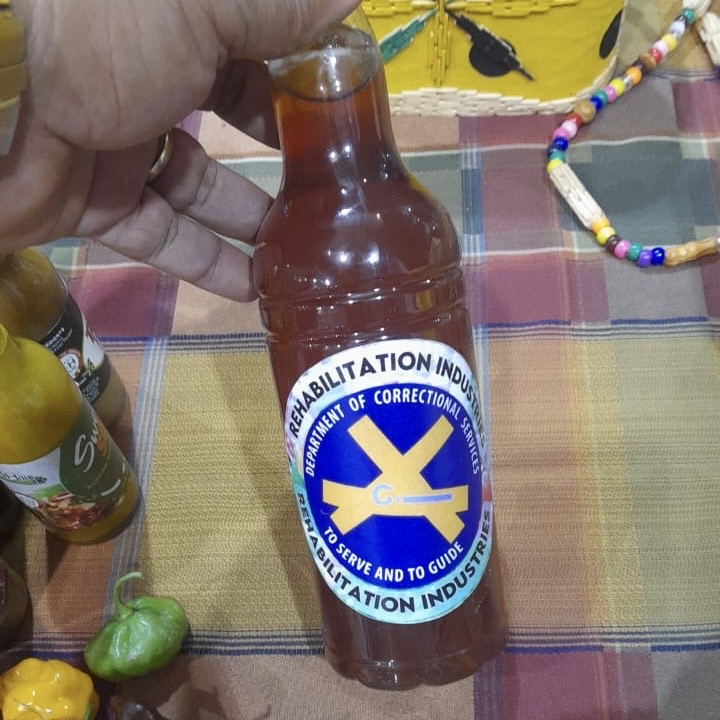 REHABILITATION INDUSTRIES
DEPARTMENT OF CORRECTIONAL SERVICES
TO SERVE AND TO GUIDE
REHABILITATION INDUSTRIES